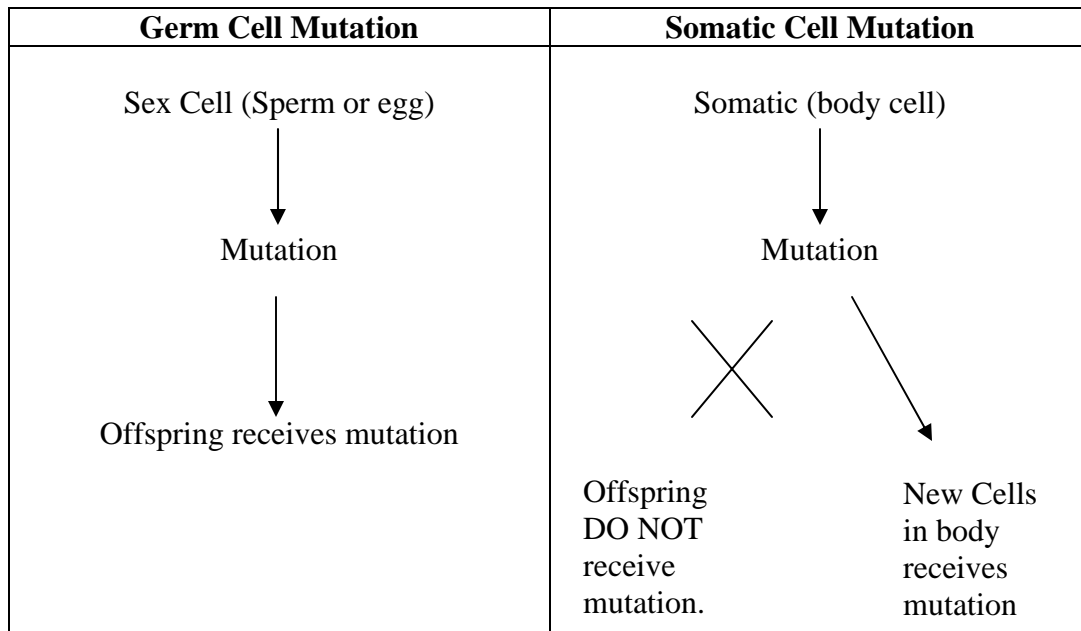 Germ Cell Mutation
Sex Cell (Sperm or egg)
Mutation
Offspring receives mutation
Somatic Cell Mutation
Somatic (body cell)
Mutation
Offspring
DO NOT
receive
mutation.
New Cells
in body
receives
mutation